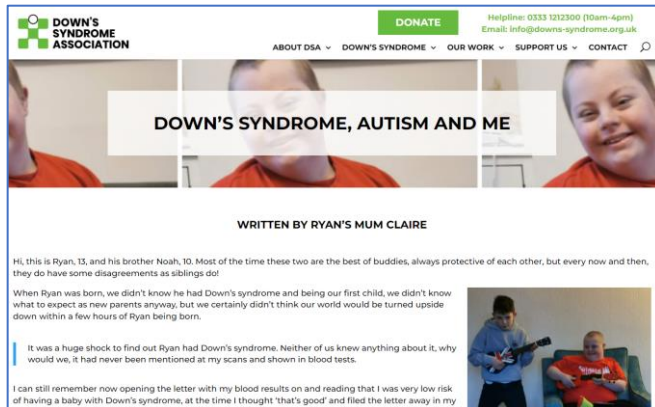 DOWN'S
SYNDROME
ASSOCIATION
DONATE
Helpline: 0333 1212300 (10am-4pm)
Email: info@downs-syndrome.org.uk
ABOUT DSA
DOWN'S SYNDROME
OUR WORK
SUPPORT US
CONTACT
DOWN'S SYNDROME, AUTISM AND ME
WRITTEN BY RYAN'S MUM CLAIRE
Hi, this is Ryan, 13, and his brother Noah, 10. Most of the time these two are the best of buddies, always protective of each other, but every now and then,
they do have some disagreements as siblings do!
When Ryan was born, we didn't know he had Down's syndrome and being our first child, we didn't know
what to expect as new parents anyway, but we certainly didn't think our world would be turned upside
down within a few hours of Ryan being born.
It was a huge shock to find out Ryan had Down's syndrome. Neither of us knew anything about it, why
would we, it had never been mentioned at my scans and shown in blood tests.
I can still remember now opening the letter with my blood results on and reading that I was very low risk
of having a baby with Down's syndrome, at the time I thought 'that's good' and filed the letter away in my